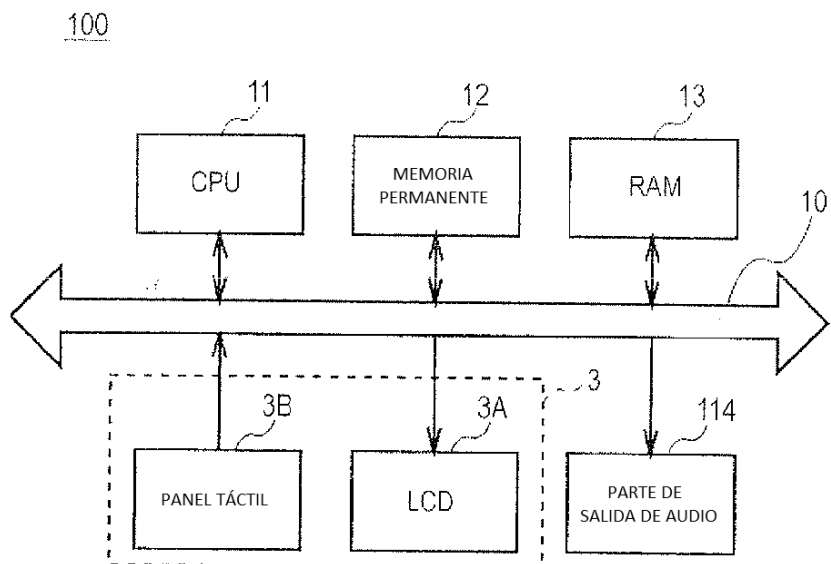 100
11
12
13
CPU
MEMORIA
PERMANENTE
RAM
10
3
3B
3A
114
PANEL TÁCTIL
LCD
PARTE DE
SALIDA DE AUDIO